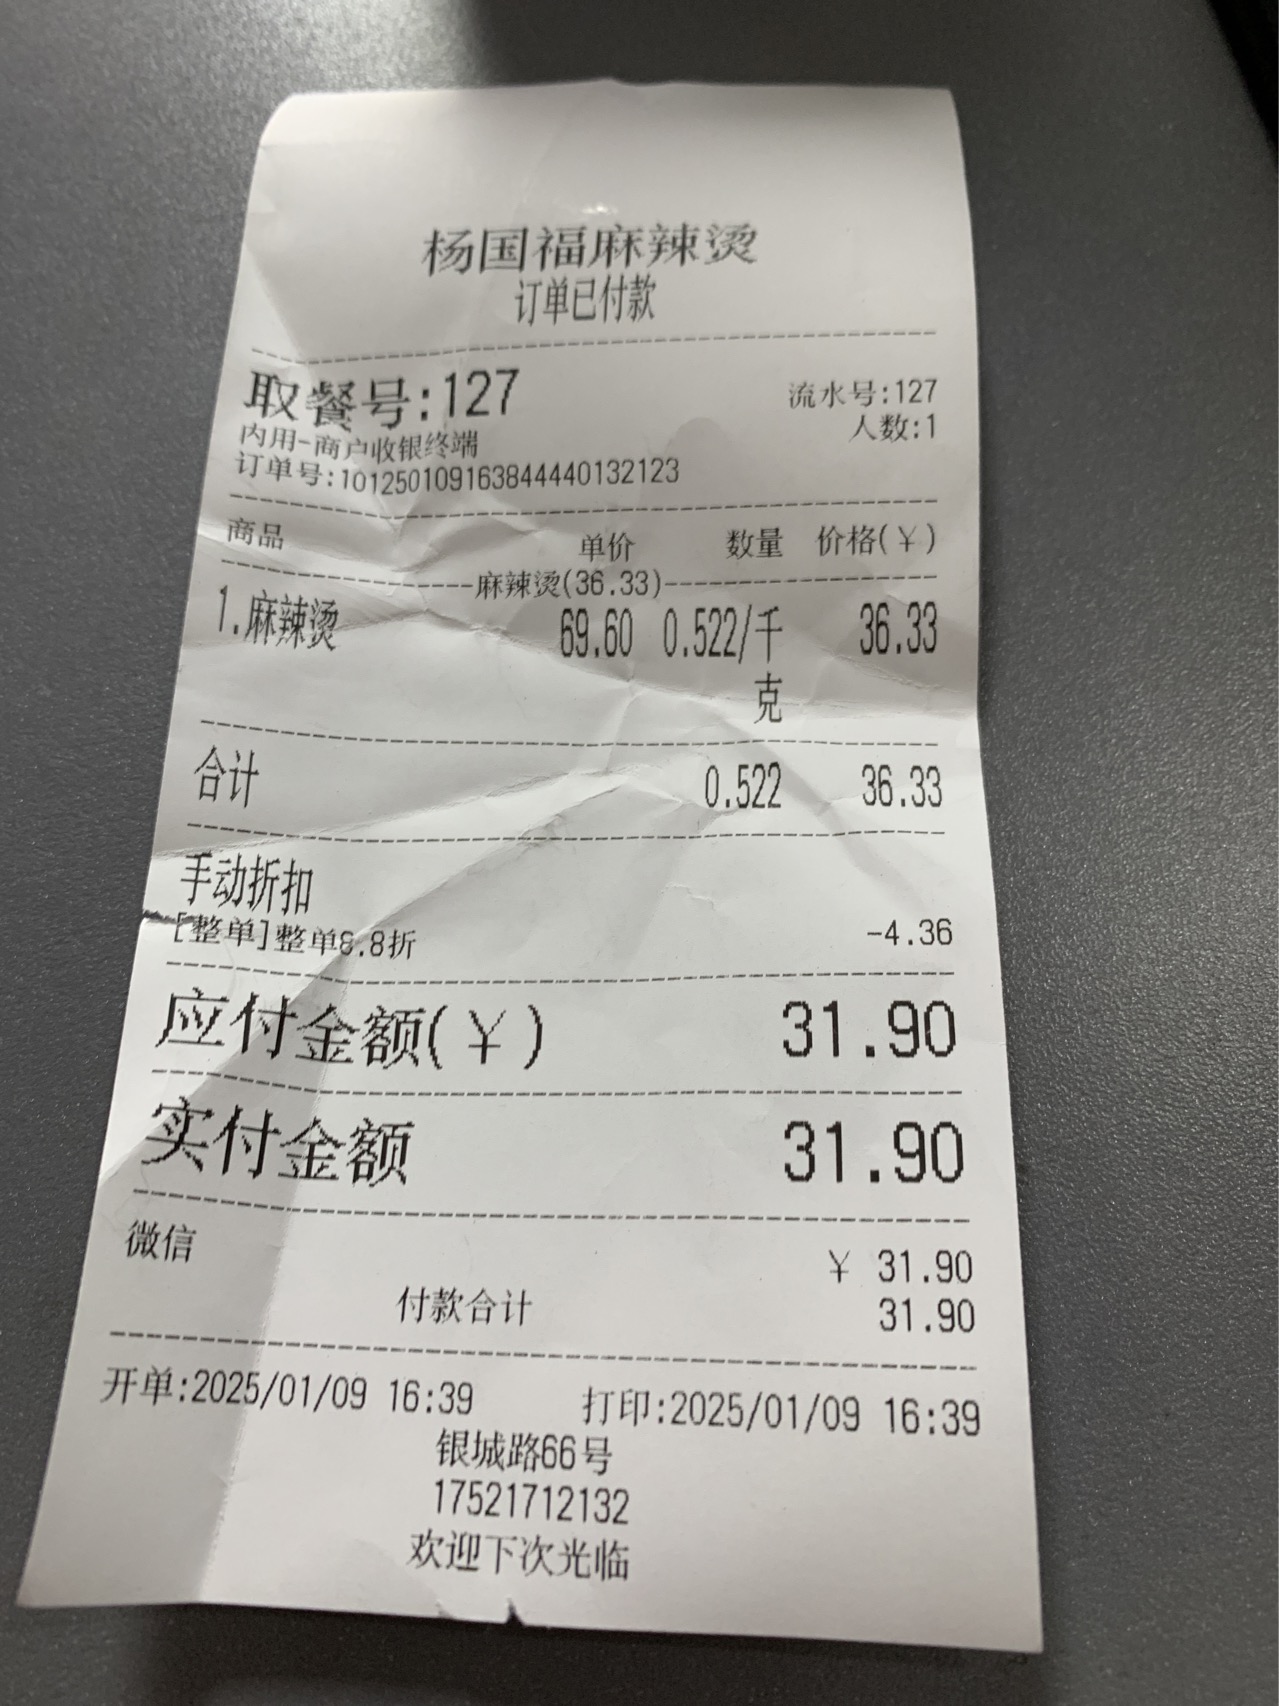 杨国福麻辣烫
订单已付款
取餐号:127 流水号:127
人数:1
内用-商户收银终端
订单号:101250109163844440132123
商品 单价 数量 价格(¥)
麻辣烫(36.33)
1.麻辣烫 69.60 0.522/千克 36.33
合计 0.522 36.33
手动折扣
[整单]整单8.8折 -4.36
应付金额(¥) 31.90
实付金额 31.90
微信 ¥ 31.90
付款合计 31.90
开单:2025/01/09 16:39 打印:2025/01/09 16:39
银城路66号
17521712132
欢迎下次光临